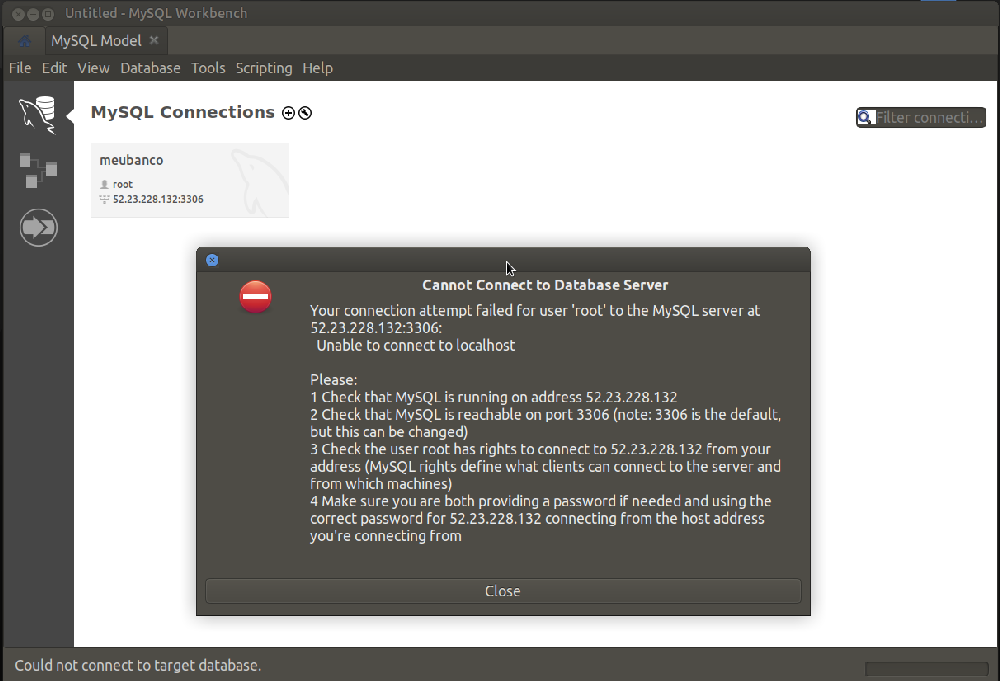 Untitled - MySQL Workbench
MySQL Model
File Edit View Database Tools Scripting Help
MySQL Connections
Filter connecti...
meubanco
root
52.23.228.132:3306
Cannot Connect to Database Server
Your connection attempt failed for user 'root' to the MySQL server at
52.23.228.132:3306:
Unable to connect to localhost
Please:
1 Check that MySQL is running on address 52.23.228.132
2 Check that MySQL is reachable on port 3306 (note: 3306 is the default,
but this can be changed)
3 Check the user root has rights to connect to 52.23.228.132 from your
address (MySQL rights define what clients can connect to the server and
from which machines)
4 Make sure you are both providing a password if needed and using the
correct password for 52.23.228.132 connecting from the host address
you're connecting from
Close
Could not connect to target database.